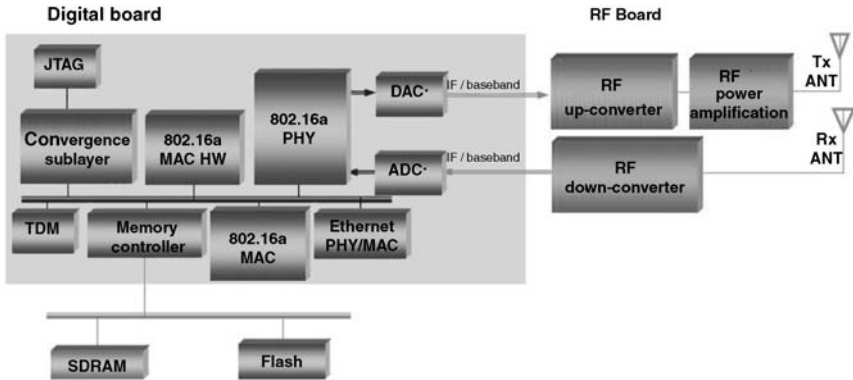 Digital board
RF Board
JTAG
Convergence
sublayer
802.16a
MAC HW
802.16a
PHY
DAC·
IF / baseband
RF
up-converter
RF
power
amplification
Tx
ANT
ADC·
IF / baseband
RF
down-converter
Rx
ANT
TDM
Memory
controller
802.16a
MAC
Ethernet
PHY/MAC
SDRAM
Flash